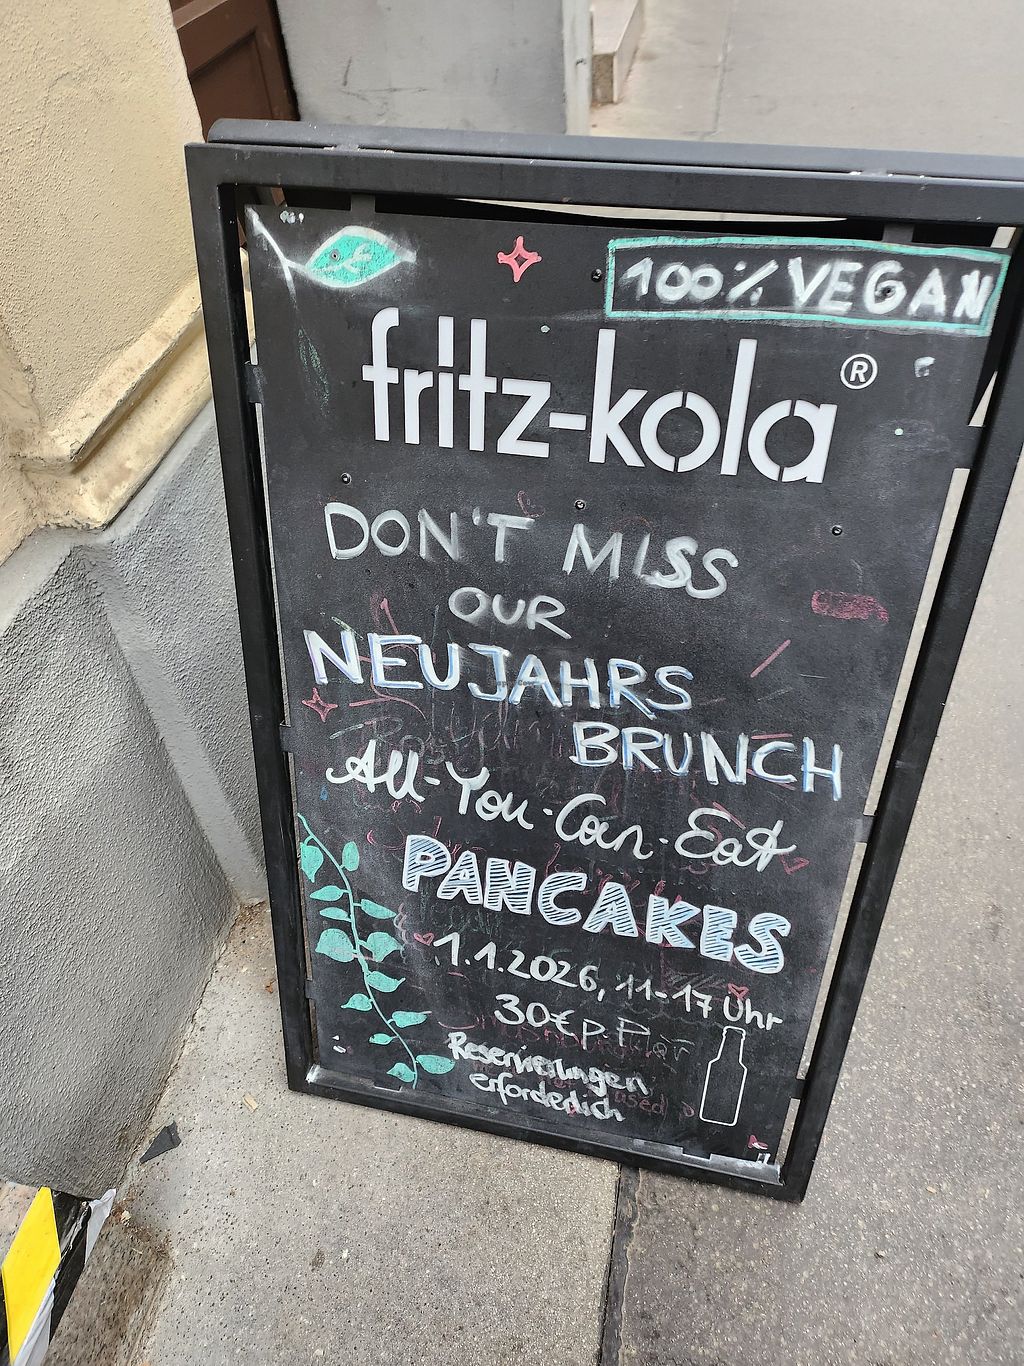 100% VEGAN
fritz-kola®
DON'T MISS
OUR
NEUJAHRS
BRUNCH
All-You-Can-Eat
PANCAKES
1.1.2026, 11-17 Uhr
30€ p.P.
Reservierungen
erforderlich